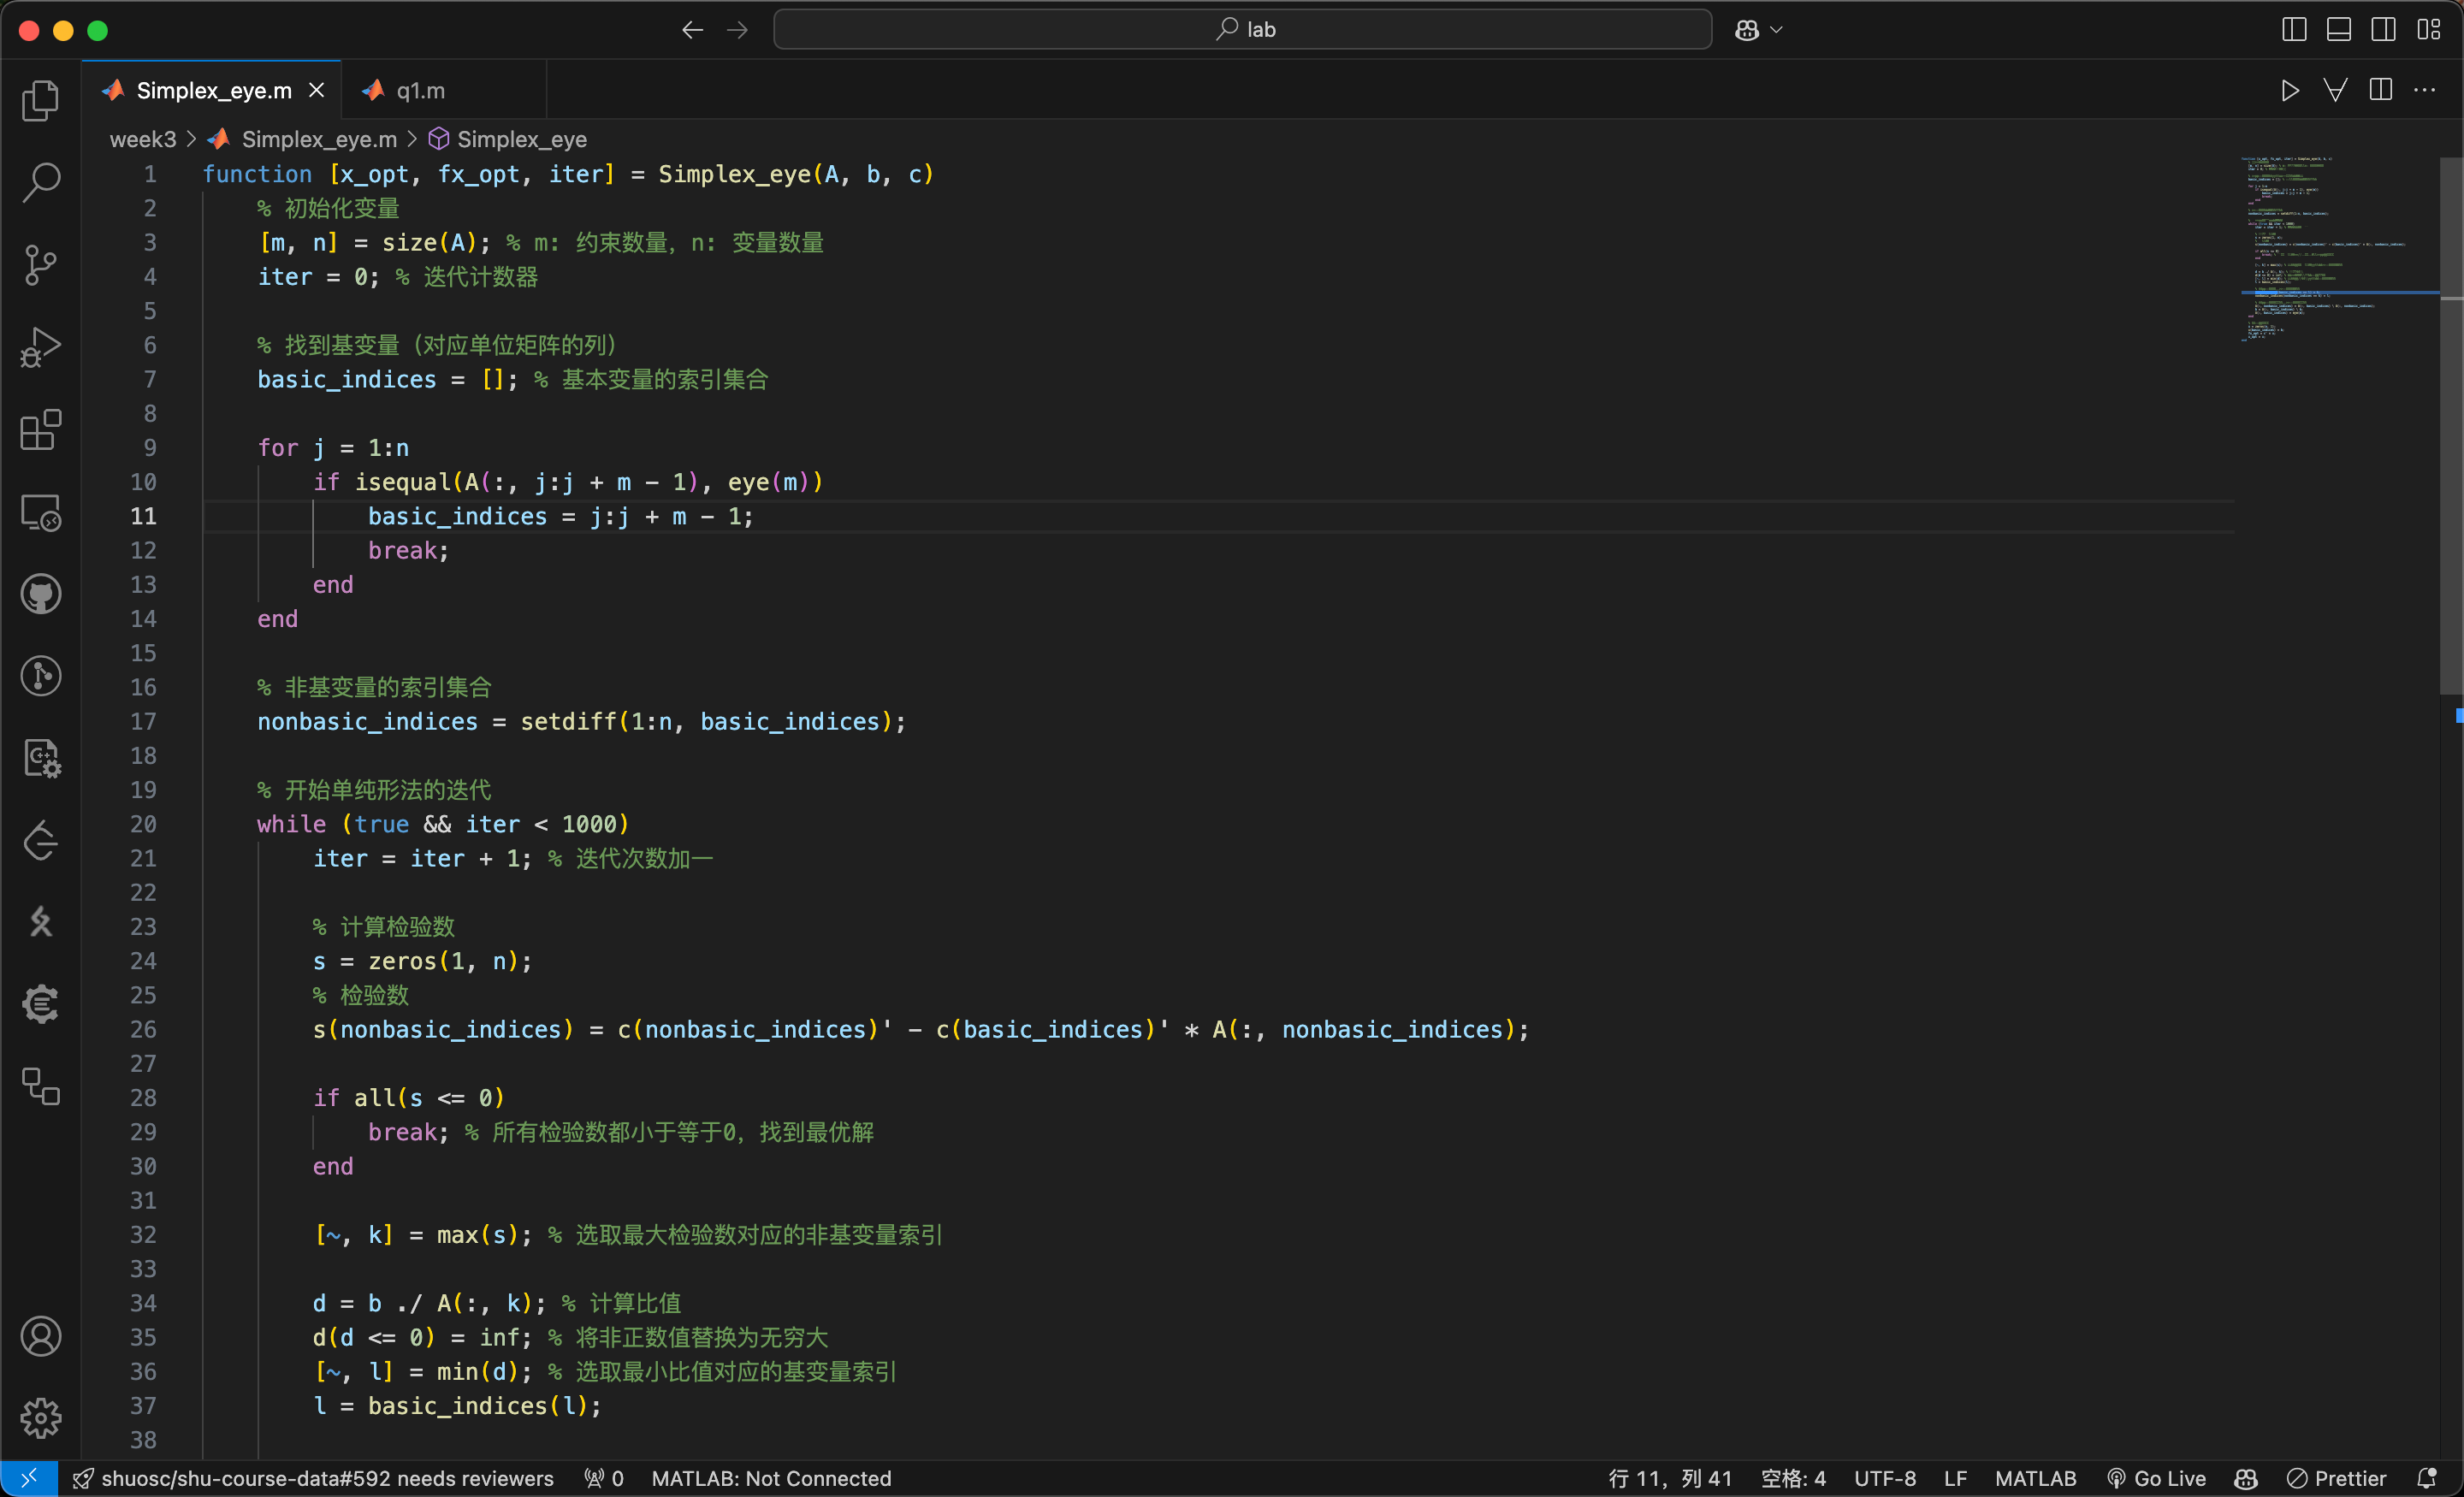 lab
Simplex_eye.m
q1.m
week3 > Simplex_eye.m > Simplex_eye
1 function [x_opt, fx_opt, iter] = Simplex_eye(A, b, c)
2     % 初始化变量
3     [m, n] = size(A); % m: 约束数量，n: 变量数量
4     iter = 0; % 迭代计数器
5
6     % 找到基变量（对应单位矩阵的列）
7     basic_indices = []; % 基本变量的索引集合
8
9     for j = 1:n
10         if isequal(A(:, j:j + m - 1), eye(m))
11             basic_indices = j:j + m - 1;
12             break;
13         end
14     end
15
16     % 非基变量的索引集合
17     nonbasic_indices = setdiff(1:n, basic_indices);
18
19     % 开始单纯形法的迭代
20     while (true && iter < 1000)
21         iter = iter + 1; % 迭代次数加一
22
23         % 计算检验数
24         s = zeros(1, n);
25         % 检验数
26         s(nonbasic_indices) = c(nonbasic_indices)' - c(basic_indices)' * A(:, nonbasic_indices);
27
28         if all(s <= 0)
29             break; % 所有检验数都小于等于0，找到最优解
30         end
31
32         [~, k] = max(s); % 选取最大检验数对应的非基变量索引
33
34         d = b ./ A(:, k); % 计算比值
35         d(d <= 0) = inf; % 将非正数值替换为无穷大
36         [~, l] = min(d); % 选取最小比值对应的基变量索引
37         l = basic_indices(l);
38
shuosc/shu-course-data#592 needs reviewers 0 MATLAB: Not Connected 行 11，列 41 空格: 4 UTF-8 LF MATLAB Go Live Prettier